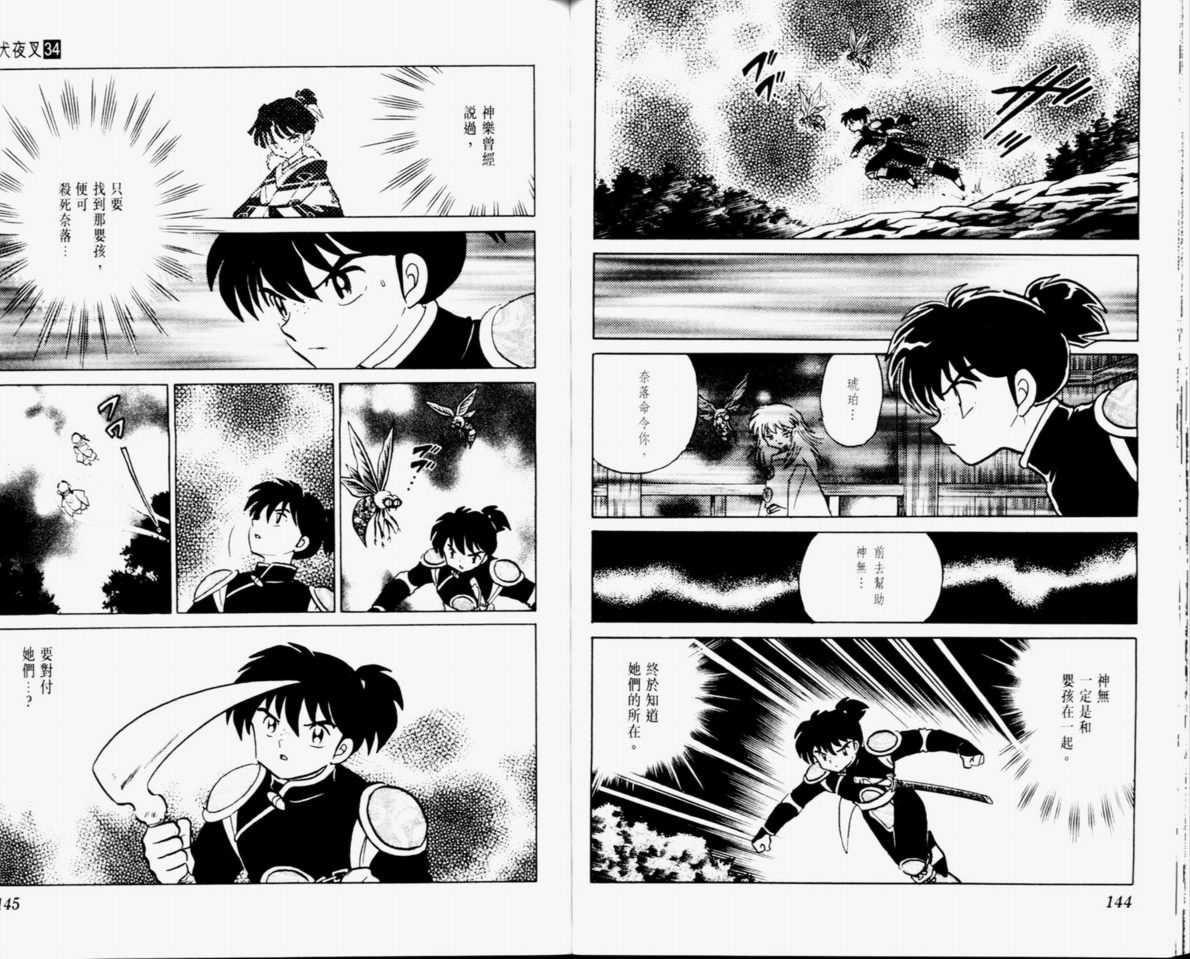 琥珀…
奈落命令你，
前去幫助
神無…
神無
一定是和
嬰孩在一起。
終於知道
她們的所在。
144
犬夜叉34
神樂曾經
説過，
只要
找到那嬰孩，
便可
殺死奈落…
要對付
她們…？
145